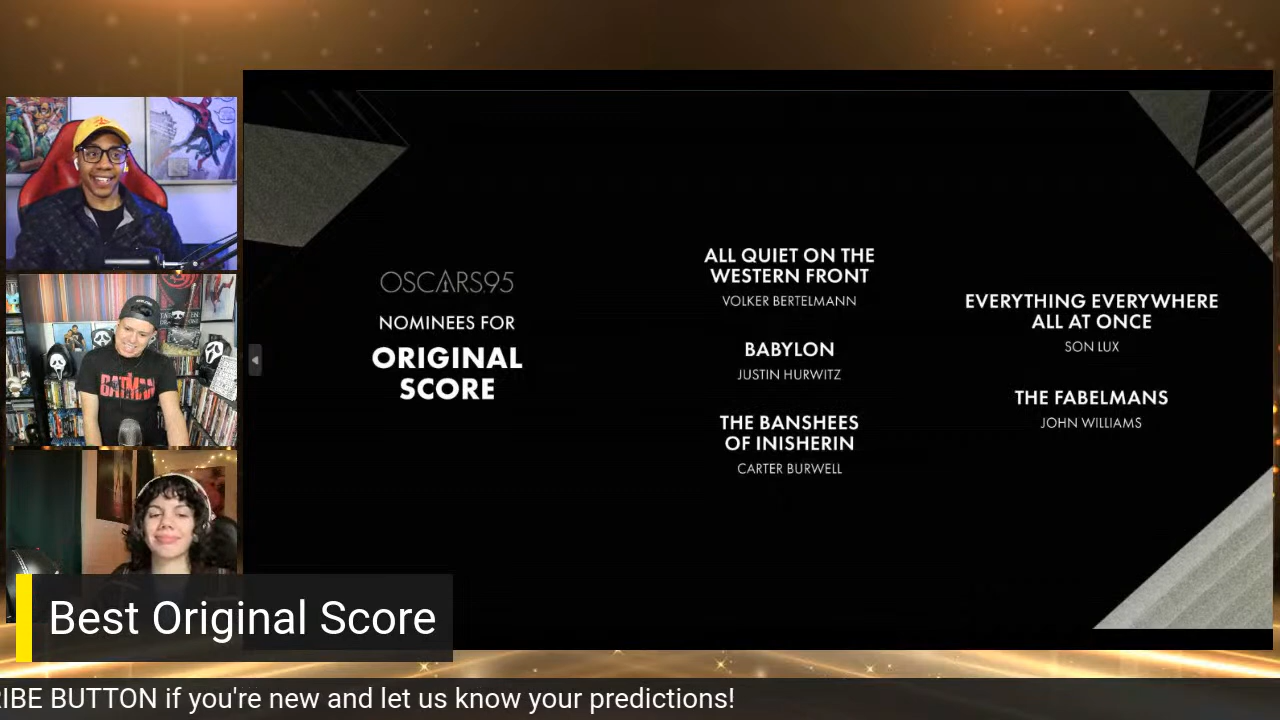 OSCARS95
NOMINEES FOR
ORIGINAL
SCORE
ALL QUIET ON THE
WESTERN FRONT
VOLKER BERTELMANN
BABYLON
JUSTIN HURWITZ
THE BANSHEES
OF INISHERIN
CARTER BURWELL
EVERYTHING EVERYWHERE
ALL AT ONCE
SON LUX
THE FABELMANS
JOHN WILLIAMS
BATMAN
Best Original Score
RIBE BUTTON if you're new and let us know your predictions!